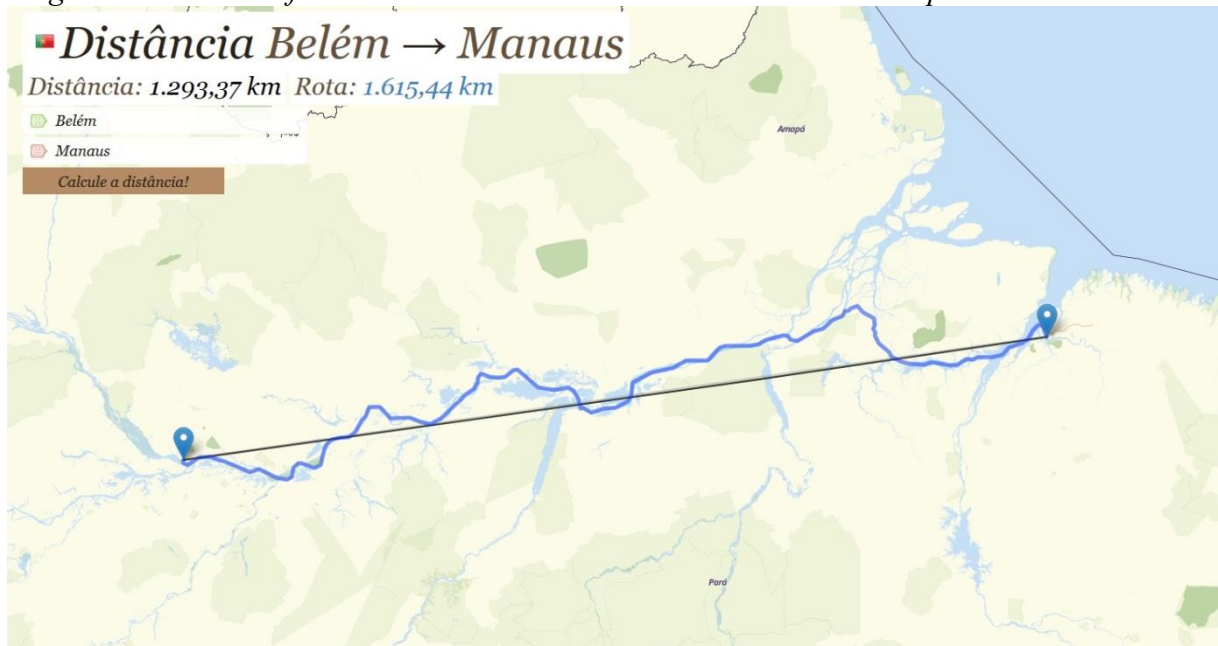 Distância Belém → Manaus
Distância: 1.293,37 km Rota: 1.615,44 km
Belém
Manaus
Calcule a distância!
Amapá
Pará